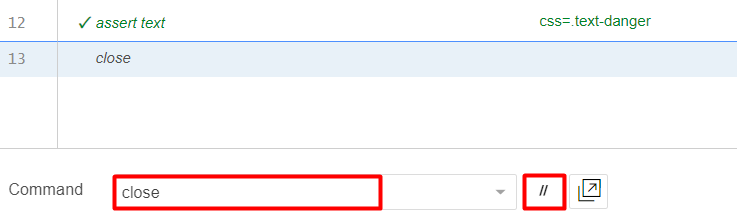 12 ✓ assert text css=.text-danger
13 close
Command close //